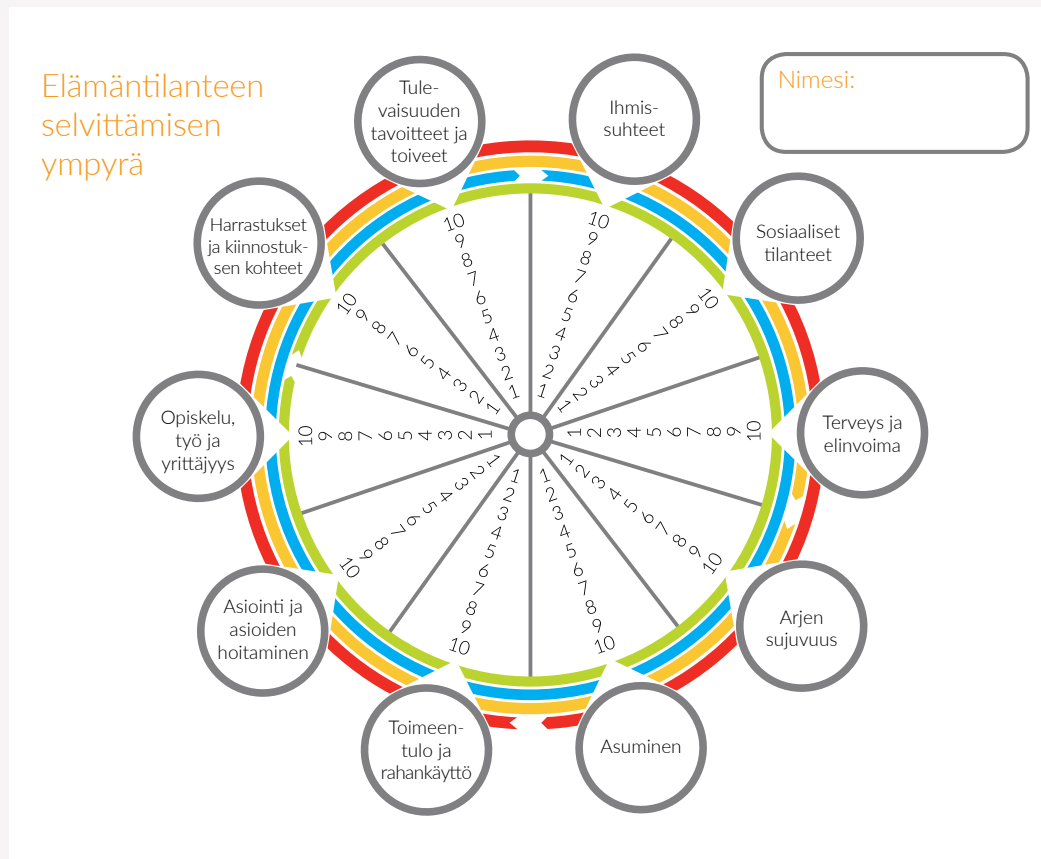 Elämäntilanteen
selvittämisen
ympyrä
Nimesi:
Tule-
vaisuuden
tavoitteet ja
toiveet
Ihmis-
suhteet
Sosiaaliset
tilanteet
Terveys ja
elinvoima
Arjen
sujuvuus
Asuminen
Toimeen-
tulo ja
rahankäyttö
Asiointi ja
asioiden
hoitaminen
Opiskelu,
työ ja
yrittäjyys
Harrastukset
ja kiinnostuk-
sen kohteet
10 9 8 7 6 5 4 3 2 1
1 2 3 4 5 6 7 8 9 10
1 2 3 4 5 6 7 8 9 10
1 2 3 4 5 6 7 8 9 10
1 2 3 4 5 6 7 8 9 10
1 2 3 4 5 6 7 8 9 10
1 2 3 4 5 6 7 8 9 10
10 9 8 7 6 5 4 3 2 1
10 9 8 7 6 5 4 3 2 1
10 9 8 7 6 5 4 3 2 1